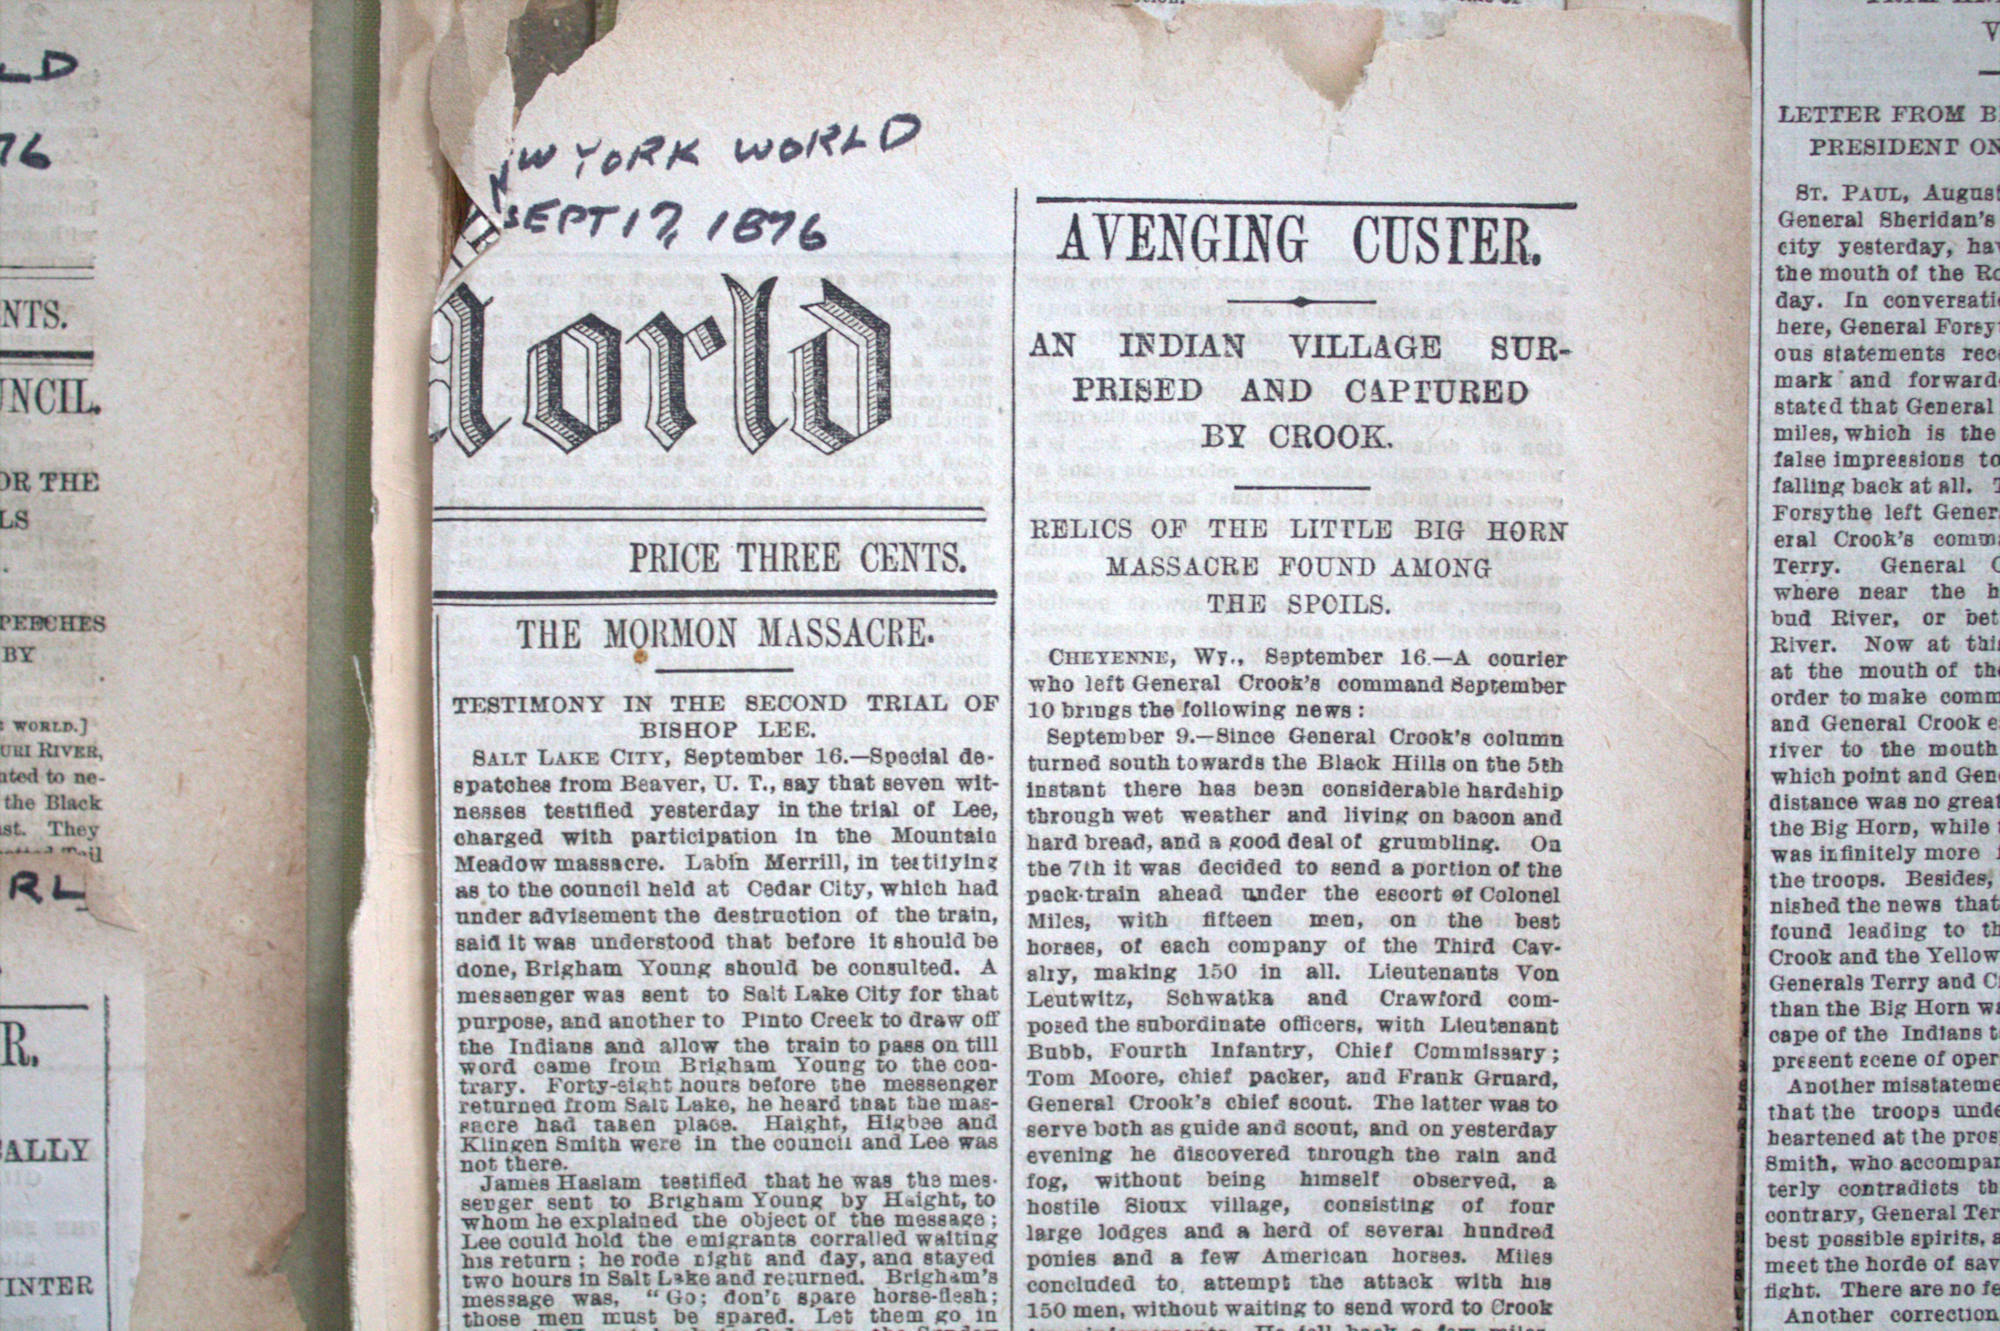 LD
76
NTS.
NCIL.
OR THE
LS
PEECHES
BY
WORLD.]
URI RIVER,
ated to ne-
the Black
ast. They
RL
R.
CALLY
INTER
NEW YORK WORLD
SEPT 17, 1876
World
PRICE THREE CENTS.
THE MORMON MASSACRE.
TESTIMONY IN THE SECOND TRIAL OF
BISHOP LEE.
SALT LAKE CITY, September 16.—Special de-
spatches from Beaver, U. T., say that seven wit-
nesses testified yesterday in the trial of Lee,
charged with participation in the Mountain
Meadow massacre. Labin Merrill, in testifying
as to the council held at Cedar City, which had
under advisement the destruction of the train,
said it was understood that before it should be
done, Brigham Young should be consulted. A
messenger was sent to Salt Lake City for that
purpose, and another to Pinto Creek to draw off
the Indians and allow the train to pass on till
word came from Brigham Young to the con-
trary. Forty-eight hours before the messenger
returned from Salt Lake, he heard that the mas-
sacre had taken place. Haight, Higbee and
Klingen Smith were in the council and Lee was
not there.
James Haslam testified that he was the mes-
senger sent to Brigham Young by Haight, to
whom he explained the object of the message;
Lee could hold the emigrants corralled waiting
his return; he rode night and day, and stayed
two hours in Salt Lake and returned. Brigham's
message was, "Go; don't spare horse-flesh;
those men must be spared. Let them go in
AVENGING CUSTER.
AN INDIAN VILLAGE SUR-
PRISED AND CAPTURED
BY CROOK.
RELICS OF THE LITTLE BIG HORN
MASSACRE FOUND AMONG
THE SPOILS.
CHEYENNE, Wy., September 16.—A courier
who left General Crook's command September
10 brings the following news:
September 9.—Since General Crook's column
turned south towards the Black Hills on the 5th
instant there has been considerable hardship
through wet weather and living on bacon and
hard bread, and a good deal of grumbling. On
the 7th it was decided to send a portion of the
pack-train ahead under the escort of Colonel
Miles, with fifteen men, on the best
horses, of each company of the Third Cav-
alry, making 150 in all. Lieutenants Von
Leutwitz, Schwatka and Crawford com-
posed the subordinate officers, with Lieutenant
Bubb, Fourth Infantry, Chief Commissary;
Tom Moore, chief packer, and Frank Gruard,
General Crook's chief scout. The latter was to
serve both as guide and scout, and on yesterday
evening he discovered through the rain and
fog, without being himself observed, a
hostile Sioux village, consisting of four
large lodges and a herd of several hundred
ponies and a few American horses. Miles
concluded to attempt the attack with his
150 men, without waiting to send word to Crook
LETTER FROM B
PRESIDENT ON
ST. PAUL, August
General Sheridan's
city yesterday, hav
the mouth of the Ro
day. In conversatio
here, General Forsyt
ous statements rece
mark and forwarde
stated that General
miles, which is the
false impressions to
falling back at all. T
Forsythe left Gener
eral Crook's comma
Terry. General C
where near the h
bud River, or bet
River. Now at this
at the mouth of the
order to make comm
and General Crook e
river to the mouth
which point and Gene
distance was no great
the Big Horn, while t
was infinitely more
the troops. Besides,
nished the news that
found leading to th
Crook and the Yellow
Generals Terry and C
than the Big Horn wa
cape of the Indians t
present scene of oper
Another misstateme
that the troops unde
heartened at the pros
Smith, who accompan
terly contradicts th
contrary, General Ter
best possible spirits, a
meet the horde of sav
fight. There are no fe
Another correction